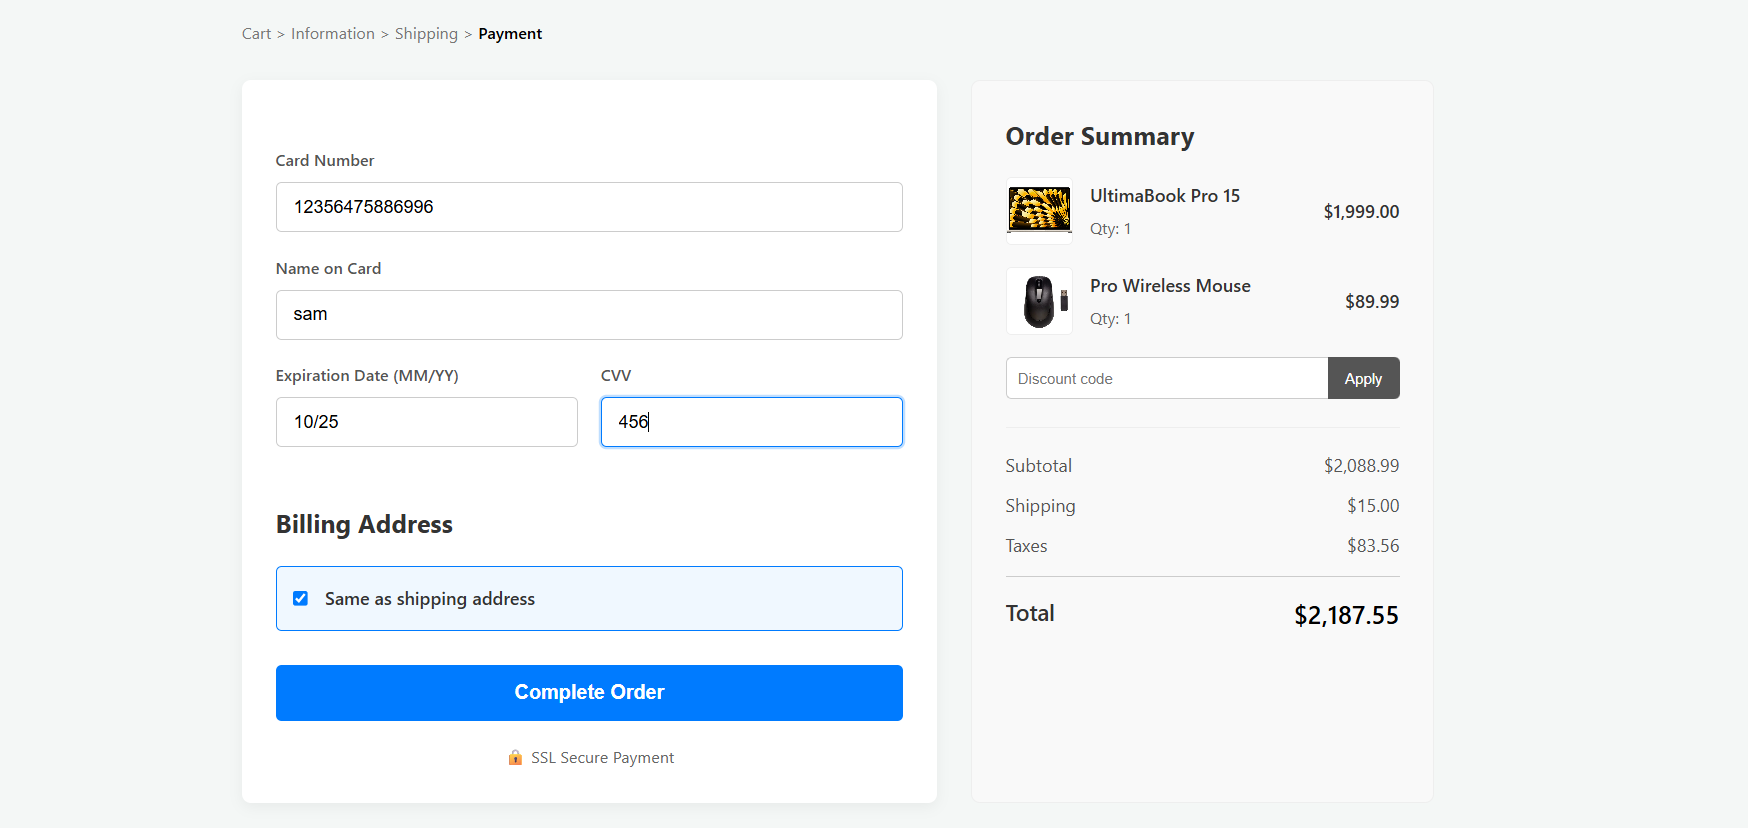 Cart > Information > Shipping > Payment
Card Number
12356475886996
Name on Card
sam
Expiration Date (MM/YY)
CVV
10/25
456
Billing Address
Same as shipping address
Complete Order
SSL Secure Payment
Order Summary
UltimaBook Pro 15
Qty: 1
$1,999.00
Pro Wireless Mouse
Qty: 1
$89.99
Discount code
Apply
Subtotal
$2,088.99
Shipping
$15.00
Taxes
$83.56
Total
$2,187.55